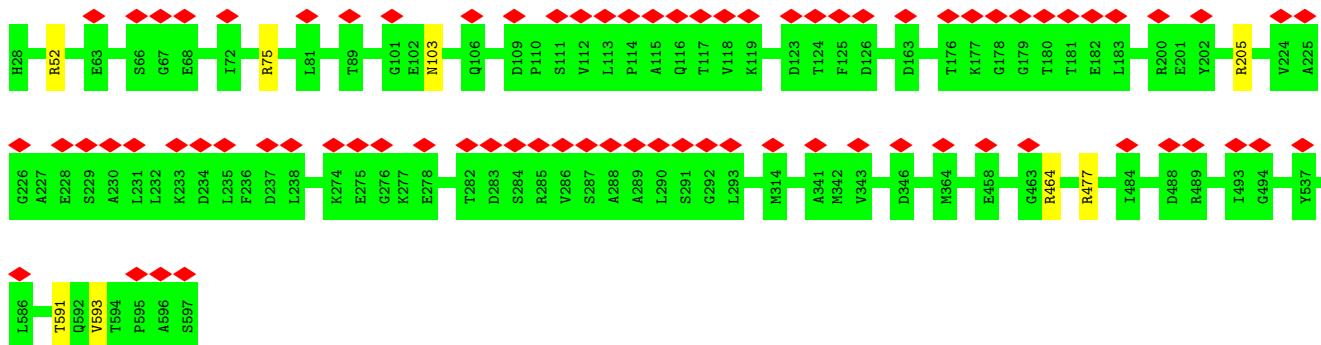 H28 R52 E63 S66 G67 E68 I72 R75 L81 T89 G101 E102 N103 Q106 D109 P110 S111 V112 L113 P114 A115 Q116 T117 V118 K119 D123 T124 F125 D126 D163 T176 K177 G178 G179 T180 T181 E182 L183 R200 E201 Y202 R205 V224 A225
G226 A227 E228 S229 A230 L231 L232 K233 D234 L235 F236 D237 L238 K274 E275 G276 K277 E278 T282 D283 S284 R285 V286 S287 A288 A289 L290 S291 G292 L293 M314 A341 M342 V343 D346 M364 E458 G463 R464 R477 I484 D488 R489 I493 G494 Y537
L586 T591 Q592 V593 T594 P595 A596 S597